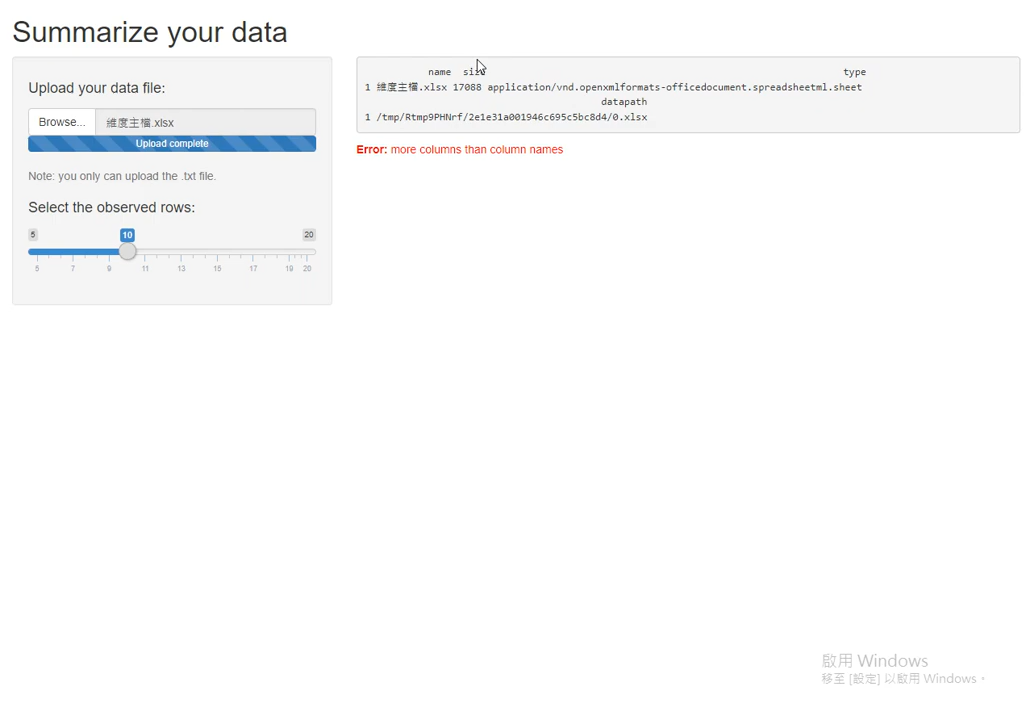 Summarize your data
Upload your data file:
Browse... 維度主檔.xlsx
Upload complete
Note: you only can upload the .txt file.
Select the observed rows:
5 10 20
5 7 9 11 13 15 17 19 20
name size type
1 維度主檔.xlsx 17088 application/vnd.openxmlformats-officedocument.spreadsheetml.sheet
datapath
1 /tmp/Rtmp9PHNrf/2e1e31a001946c695c5bc8d4/0.xlsx
Error: more columns than column names
啟用 Windows
移至 [設定] 以啟用 Windows。